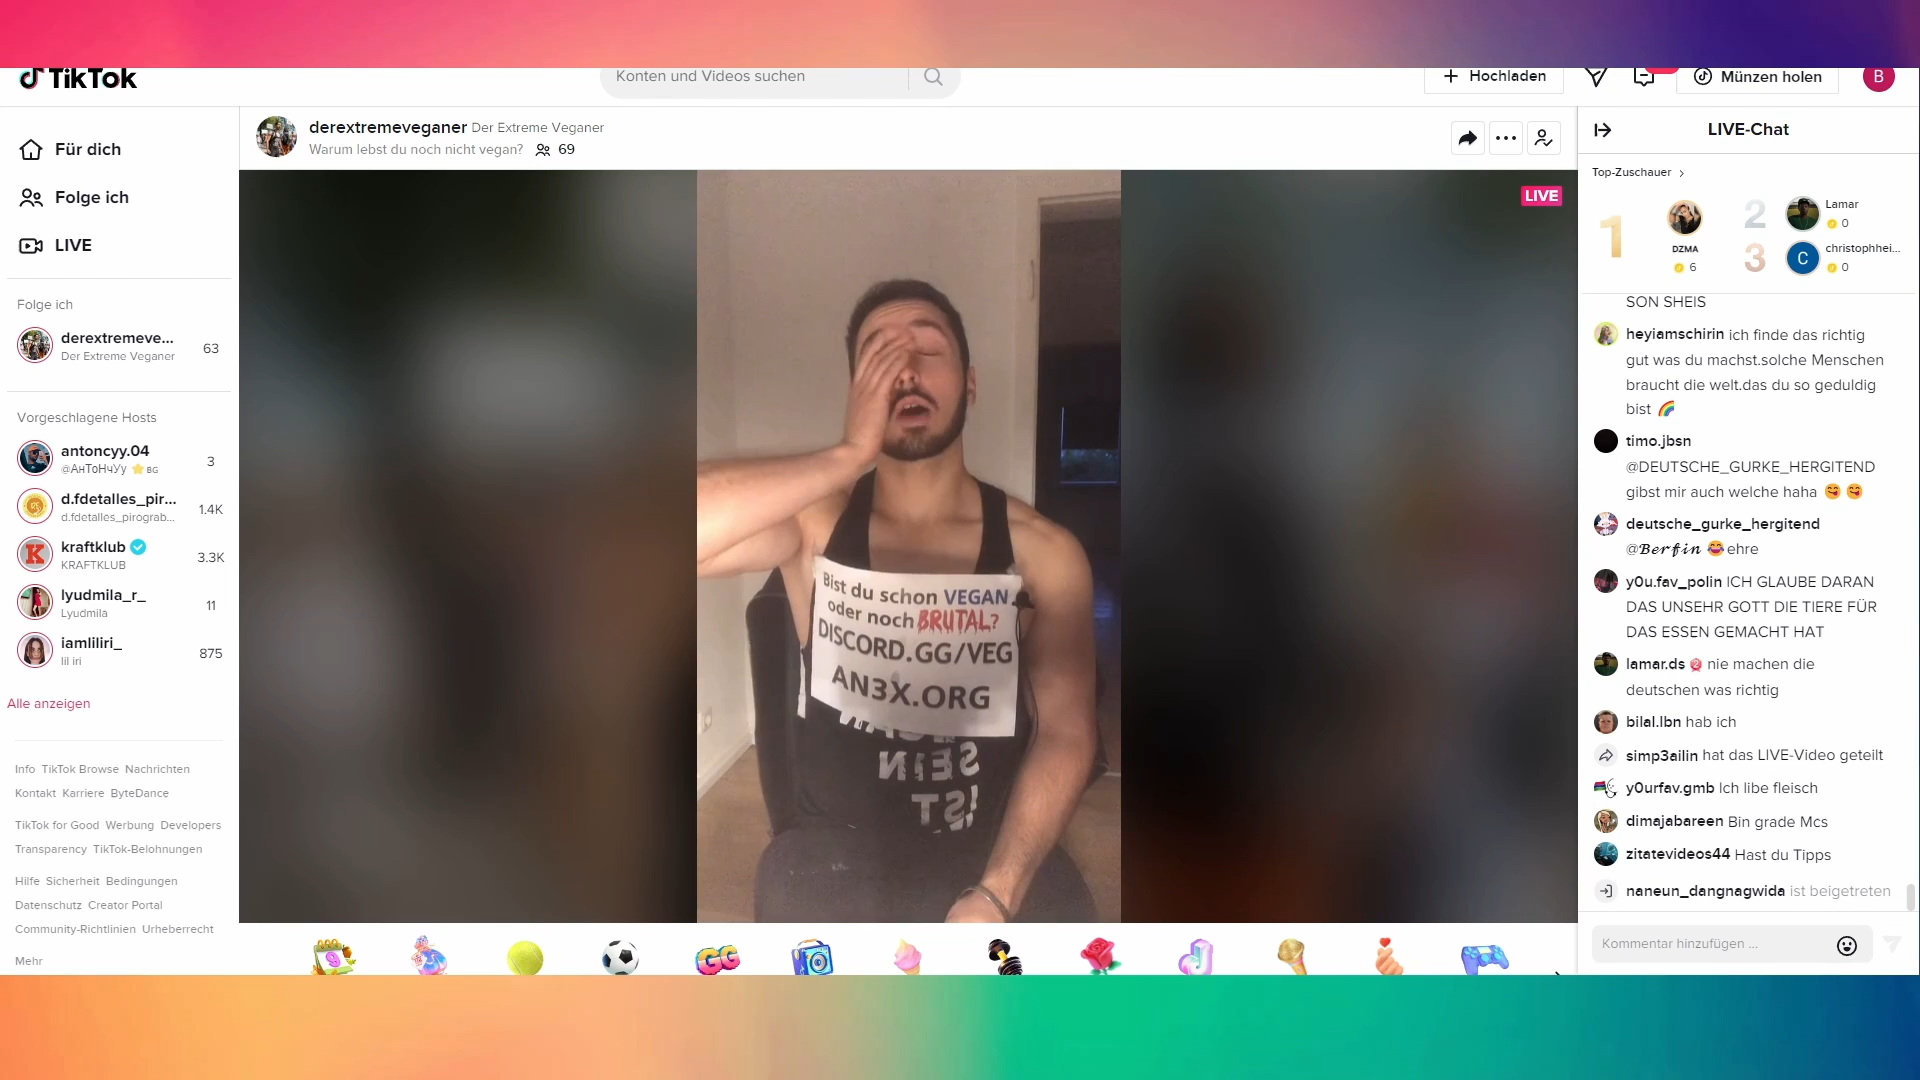 TikTok
Konten und Videos suchen
Hochladen
Münzen holen
B
Für dich
Folge ich
LIVE
Folge ich
derextremeve...
Der Extreme Veganer
63
Vorgeschlagene Hosts
antoncyy.04
@АнТоНчУу ⭐ BG
3
d.fdetalles_pir...
d.fdetalles_pirograb...
1.4K
kraftklub
KRAFTKLUB
3.3K
lyudmila_r_
Lyudmila
11
iamliliri_
lil iri
875
Alle anzeigen
Info TikTok Browse Nachrichten
Kontakt Karriere ByteDance
TikTok for Good Werbung Developers
Transparency TikTok-Belohnungen
Hilfe Sicherheit Bedingungen
Datenschutz Creator Portal
Community-Richtlinien Urheberrecht
Mehr
derextremeveganer Der Extreme Veganer
Warum lebst du noch nicht vegan? 69
LIVE
Bist du schon VEGAN
oder noch BRUTAL?
DISCORD.GG/VEG
AN3X.ORG
SEIN
IST
GG
LIVE-Chat
Top-Zuschauer
1
DZMA
6
2
Lamar
0
3
C
christophhei...
0
SON SHEIS
heyiamschirin ich finde das richtig
gut was du machst.solche Menschen
braucht die welt.das du so geduldig
bist 🌈
timo.jbsn
@DEUTSCHE_GURKE_HERGITEND
gibst mir auch welche haha 😋 😋
deutsche_gurke_hergitend
@𝓑𝓮𝓻𝓯𝓲𝓷 😂ehre
y0u.fav_polin ICH GLAUBE DARAN
DAS UNSEHR GOTT DIE TIERE FÜR
DAS ESSEN GEMACHT HAT
lamar.ds 2 nie machen die
deutschen was richtig
bilal.lbn hab ich
simp3ailin hat das LIVE-Video geteilt
y0urfav.gmb Ich libe fleisch
dimajabareen Bin grade Mcs
zitatevideos44 Hast du Tipps
naneun_dangnagwida ist beigetreten
Kommentar hinzufügen ...